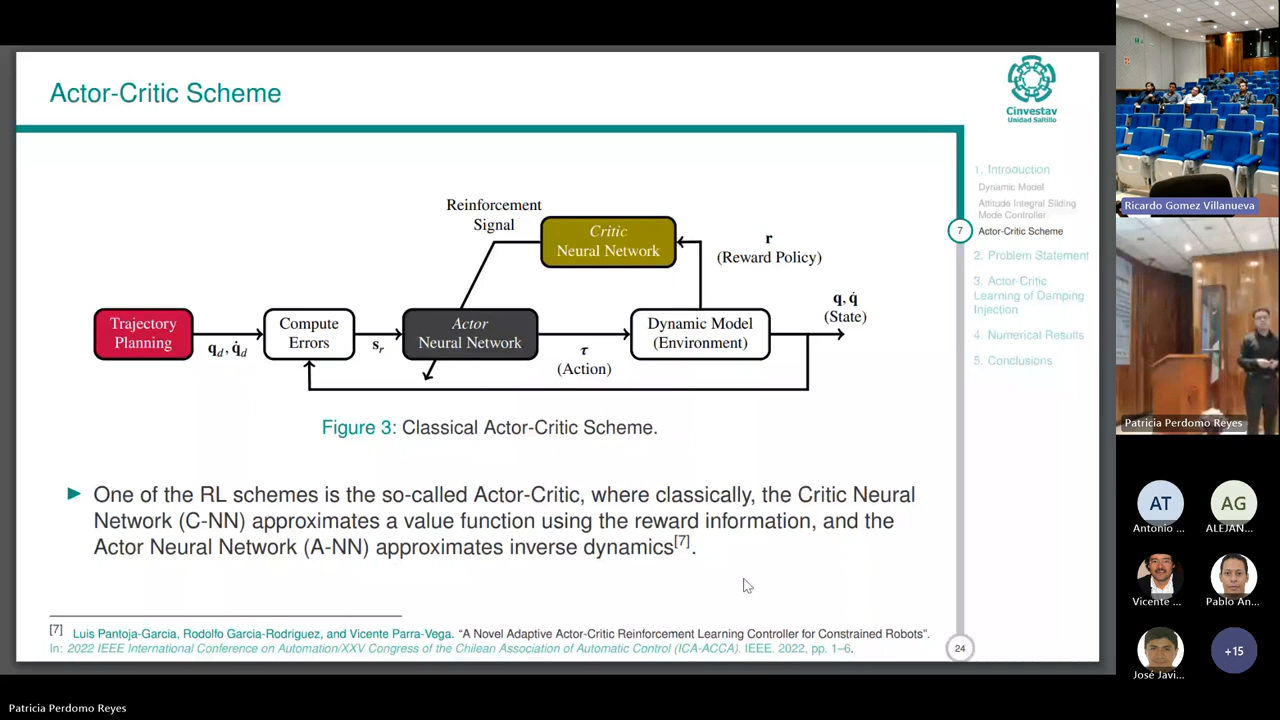 Actor-Critic Scheme
Cinvestav
Unidad Saltillo
Reinforcement
Signal
Critic
Neural Network
r
(Reward Policy)
Trajectory
Planning
q_d, q̇_d
Compute
Errors
s_r
Actor
Neural Network
τ
(Action)
Dynamic Model
(Environment)
q, q̇
(State)
Figure 3: Classical Actor-Critic Scheme.
► One of the RL schemes is the so-called Actor-Critic, where classically, the Critic Neural
Network (C-NN) approximates a value function using the reward information, and the
Actor Neural Network (A-NN) approximates inverse dynamics[7].
[7] Luis Pantoja-Garcia, Rodolfo Garcia-Rodriguez, and Vicente Parra-Vega. “A Novel Adaptive Actor-Critic Reinforcement Learning Controller for Constrained Robots”.
In: 2022 IEEE International Conference on Automation/XXV Congress of the Chilean Association of Automatic Control (ICA-ACCA). IEEE. 2022, pp. 1–6.
1. Introduction
Dynamic Model
Attitude Integral Sliding
Mode Controller
7
Actor-Critic Scheme
2. Problem Statement
3. Actor-Critic
Learning of Damping
Injection
4. Numerical Results
5. Conclusions
24
Ricardo Gomez Villanueva
Patricia Perdomo Reyes
AT
Antonio ...
AG
ALEJAN...
Vicente ...
Pablo An...
José Javi...
+15
Patricia Perdomo Reyes